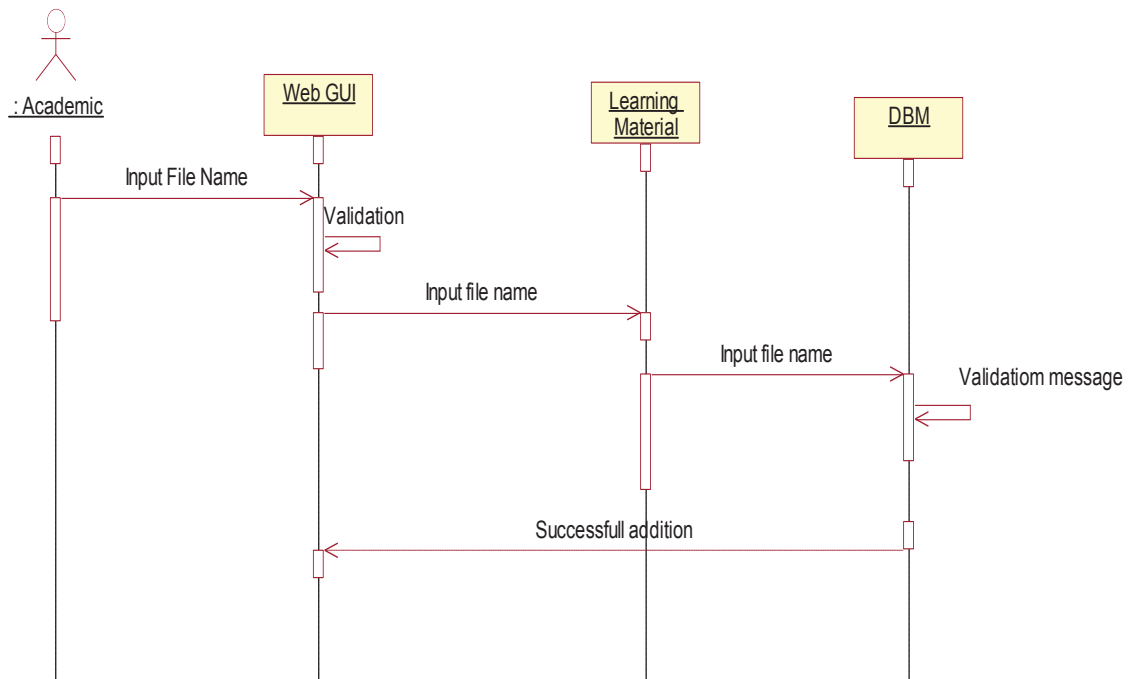 : Academic
Web GUI
Learning
Material
DBM
Input File Name
Validation
Input file name
Input file name
Validatiom message
Successfull addition